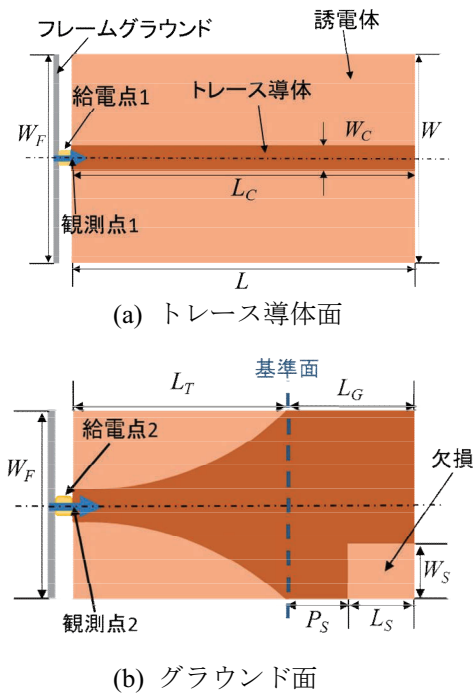 フレームグラウンド
誘電体
給電点1
トレース導体
W_F
W_C
W
L_C
観測点1
L
(a) トレース導体面
基準面
L_T
L_G
給電点2
欠損
W_F
W_S
観測点2
P_S
L_S
(b) グラウンド面